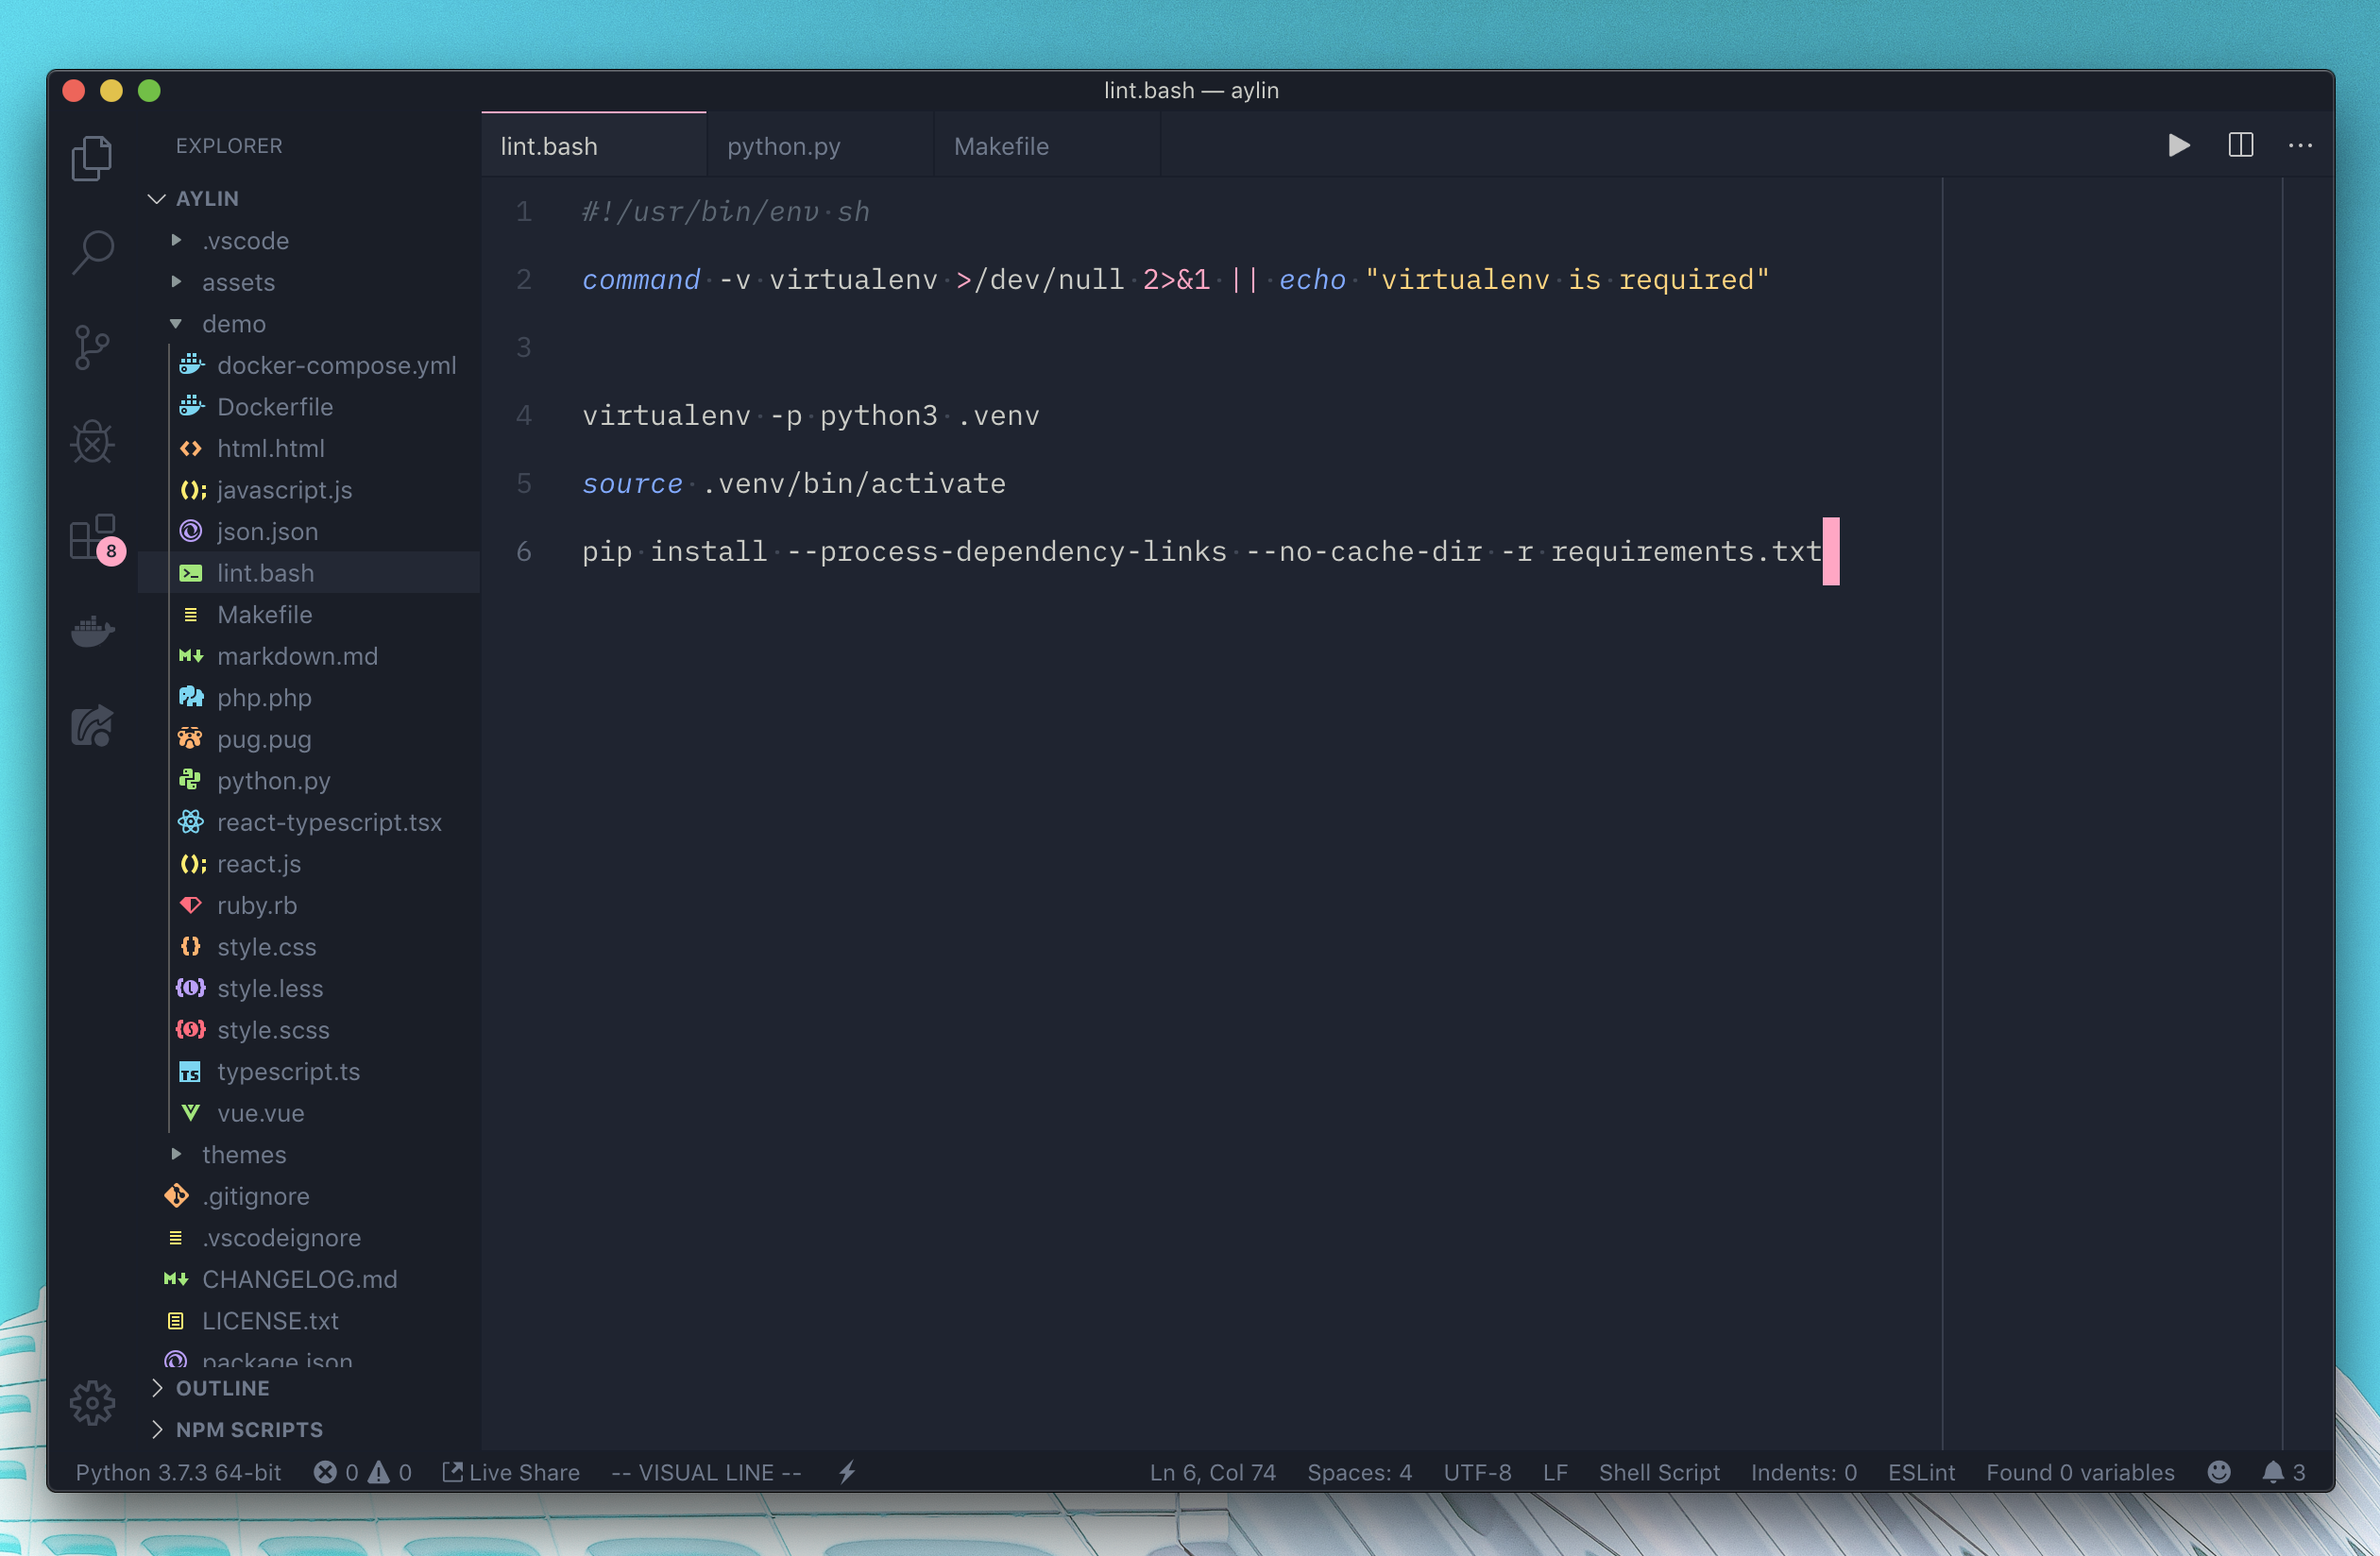 lint.bash — aylin
EXPLORER
AYLIN
.vscode
assets
demo
docker-compose.yml
Dockerfile
html.html
javascript.js
json.json
lint.bash
Makefile
markdown.md
php.php
pug.pug
python.py
react-typescript.tsx
react.js
ruby.rb
style.css
style.less
style.scss
typescript.ts
vue.vue
themes
.gitignore
.vscodeignore
CHANGELOG.md
LICENSE.txt
package.json
OUTLINE
NPM SCRIPTS
8
lint.bash python.py Makefile
1 #!/usr/bin/env sh
2 command -v virtualenv >/dev/null 2>&1 || echo "virtualenv is required"
3
4 virtualenv -p python3 .venv
5 source .venv/bin/activate
6 pip install --process-dependency-links --no-cache-dir -r requirements.txt
Python 3.7.3 64-bit 0 0 Live Share -- VISUAL LINE -- Ln 6, Col 74 Spaces: 4 UTF-8 LF Shell Script Indents: 0 ESLint Found 0 variables 3